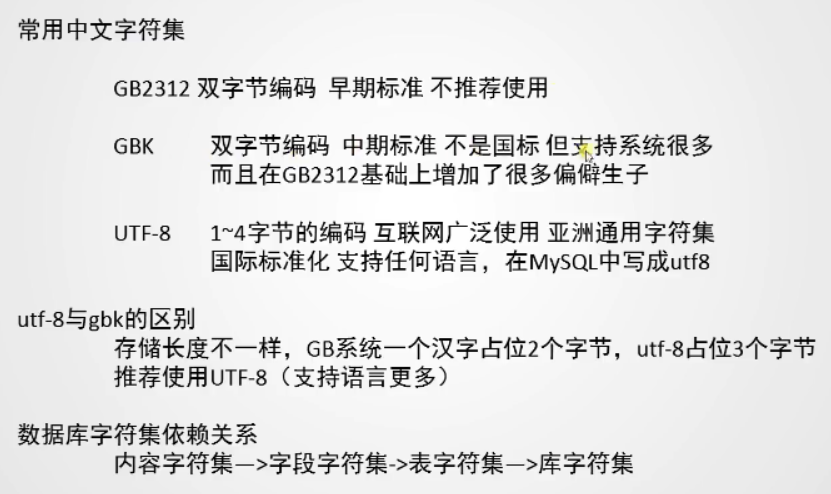 常用中文字符集
GB2312 双字节编码 早期标准 不推荐使用
GBK 双字节编码 中期标准 不是国标 但支持系统很多
而且在GB2312基础上增加了很多偏僻生子
UTF-8 1~4字节的编码 互联网广泛使用 亚洲通用字符集
国际标准化 支持任何语言，在MySQL中写成utf8
utf-8与gbk的区别
存储长度不一样，GB系统一个汉字占位2个字节，utf-8占位3个字节
推荐使用UTF-8（支持语言更多）
数据库字符集依赖关系
内容字符集—>字段字符集->表字符集—>库字符集